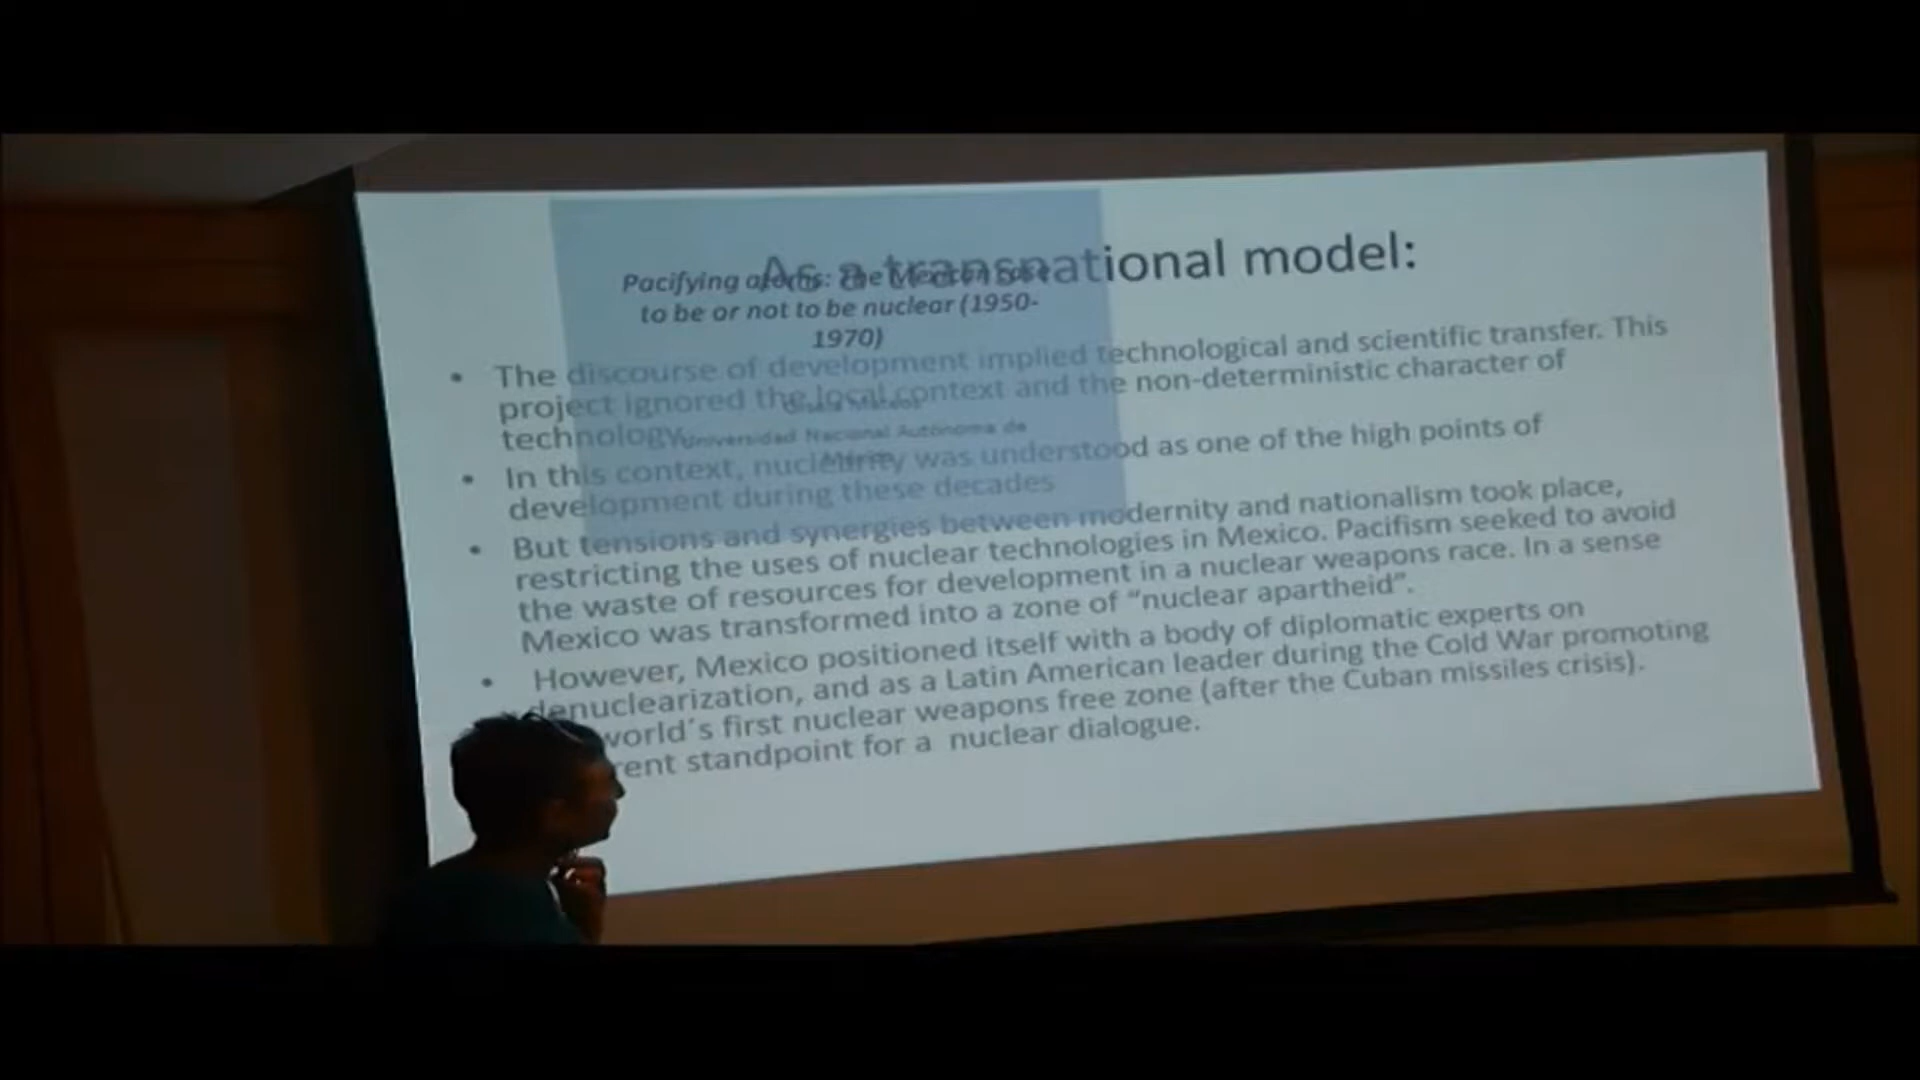 As a transnational model:
Pacifying atoms: The Mexican case
to be or not to be nuclear (1950-
1970)
Gisela Mateos
Universidad Nacional Autónoma de
México
• The discourse of development implied technological and scientific transfer. This
project ignored the local context and the non-deterministic character of
technology.
• In this context, nuclearity was understood as one of the high points of
development during these decades
• But tensions and synergies between modernity and nationalism took place,
restricting the uses of nuclear technologies in Mexico. Pacifism seeked to avoid
the waste of resources for development in a nuclear weapons race. In a sense
Mexico was transformed into a zone of “nuclear apartheid”.
• However, Mexico positioned itself with a body of diplomatic experts on
denuclearization, and as a Latin American leader during the Cold War promoting
world´s first nuclear weapons free zone (after the Cuban missiles crisis).
standpoint for a nuclear dialogue.